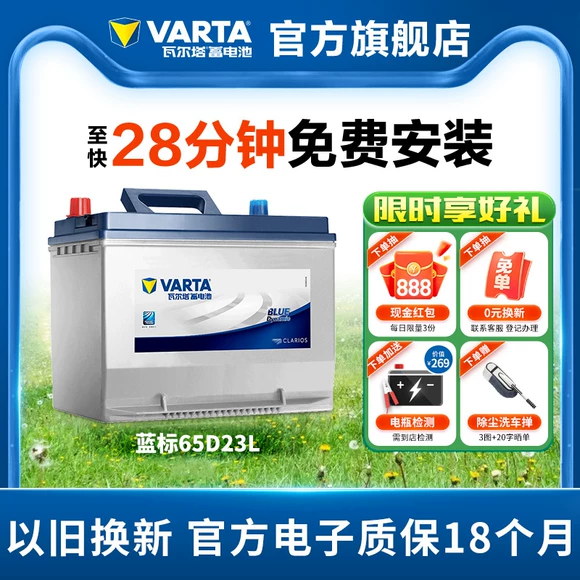 VARTA 官方旗舰店
瓦尔塔蓄电池
至快28分钟免费安装
限时享好礼
下单抽
888
现金红包
每日限量3份
下单抽
免单
0元换新
联系客服 登记办理
下单加送
价值
¥269
电瓶检测
需到店检测
下单赠
除尘洗车掸
3图+20字晒单
VARTA
瓦尔塔蓄电池
BLUE
Dynamic
CLARIOS
蓝标65D23L
以旧换新 官方电子质保18个月